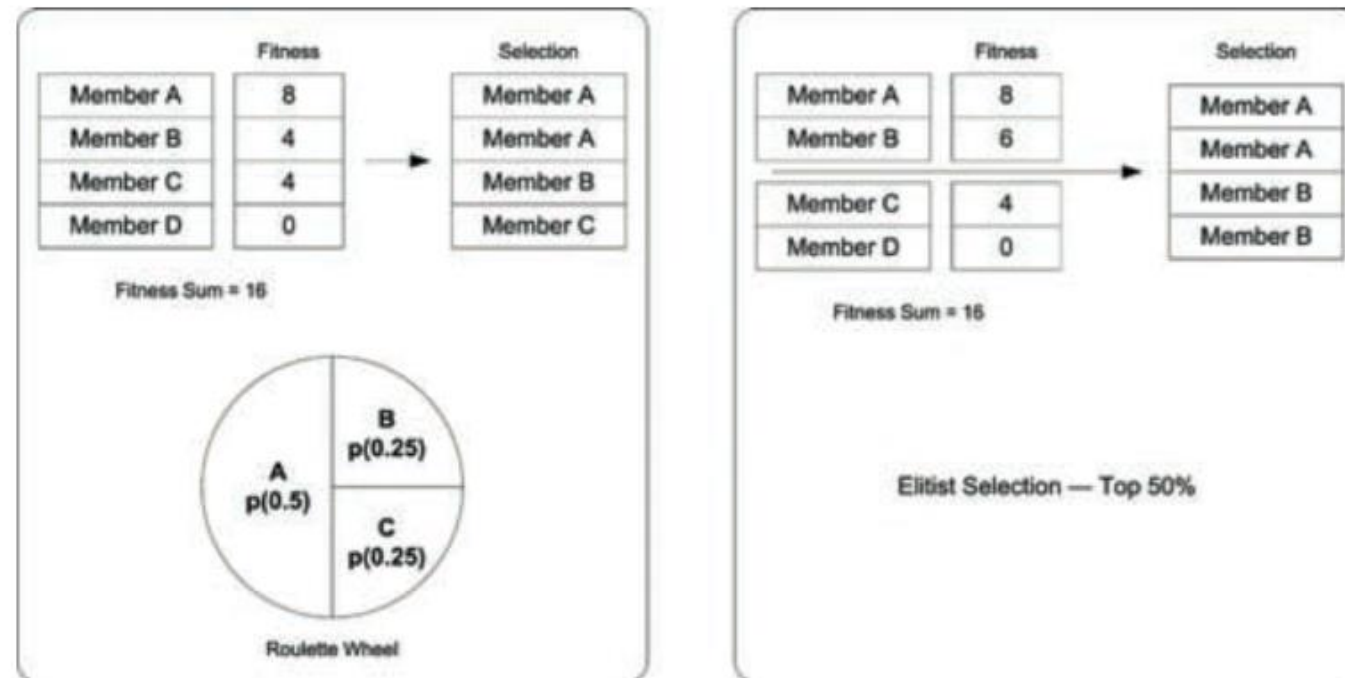 Fitness Selection
Member A 8 Member A
Member B 4 Member A
Member C 4 Member B
Member D 0 Member C
Fitness Sum = 16
B
p(0.25)
A
p(0.5)
C
p(0.25)
Roulette Wheel
Fitness Selection
Member A 8 Member A
Member B 6 Member A
Member C 4 Member B
Member D 0 Member B
Fitness Sum = 16
Elitist Selection — Top 50%